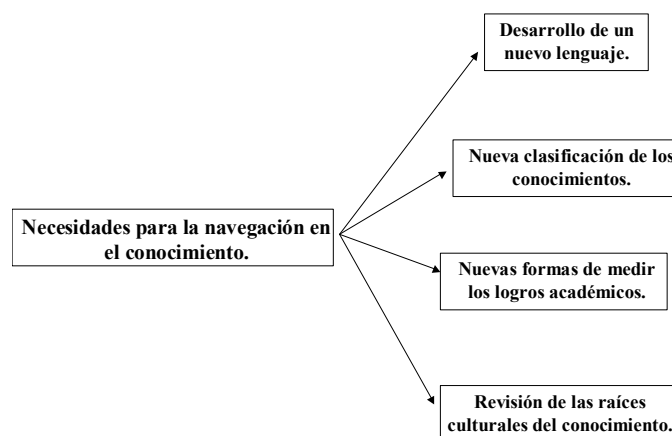 Desarrollo de un
nuevo lenguaje.
Nueva clasificación de los
conocimientos.
Necesidades para la navegación en
el conocimiento.
Nuevas formas de medir
los logros académicos.
Revisión de las raíces
culturales del conocimiento.